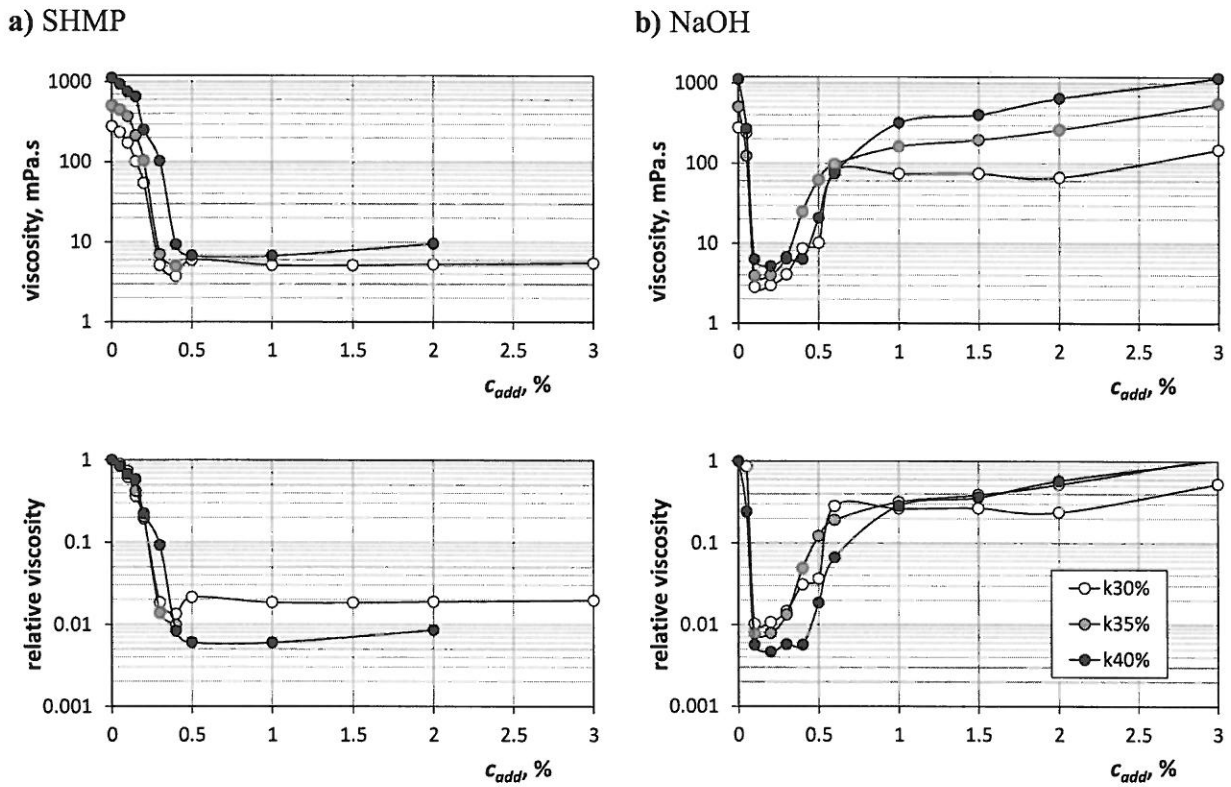 a) SHMP
b) NaOH
viscosity, mPa.s
1000
100
10
1
0 0.5 1 1.5 2 2.5 3
c_add, %
viscosity, mPa.s
1000
100
10
1
0 0.5 1 1.5 2 2.5 3
c_add, %
relative viscosity
1
0.1
0.01
0.001
0 0.5 1 1.5 2 2.5 3
c_add, %
relative viscosity
1
0.1
0.01
0.001
0 0.5 1 1.5 2 2.5 3
c_add, %
k30%
k35%
k40%